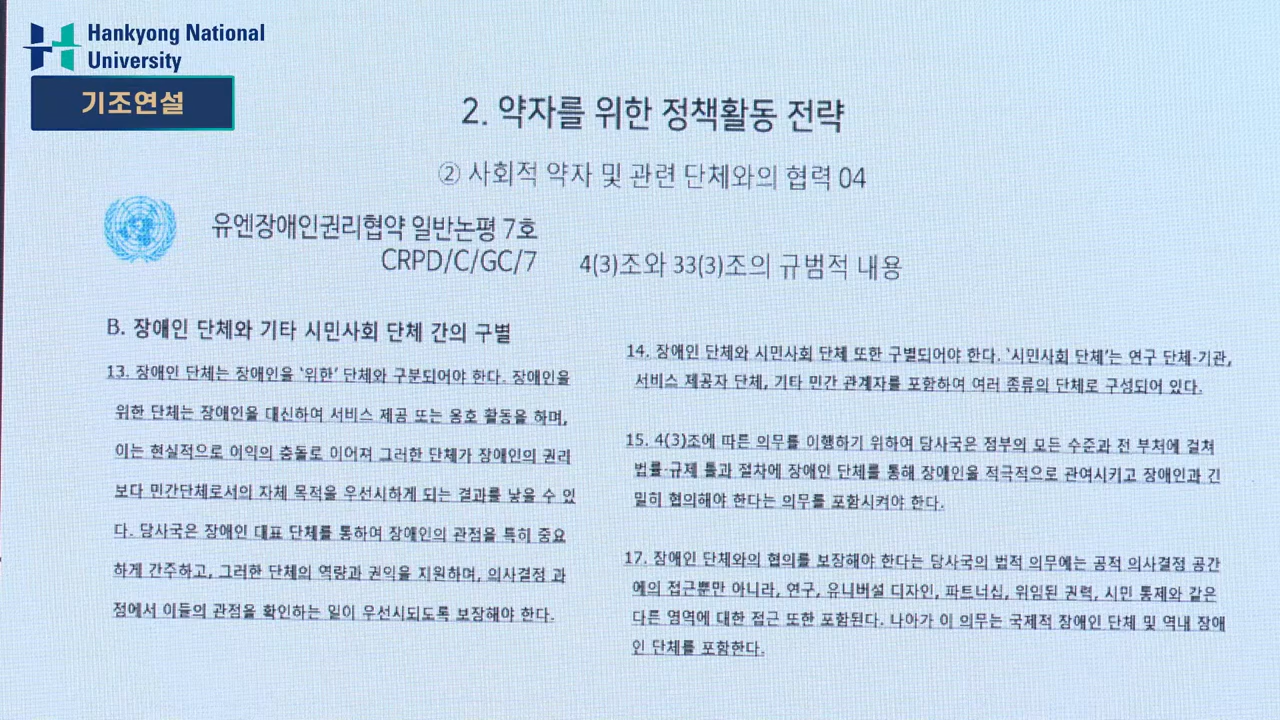 Hankyong National
University
기조연설
2. 약자를 위한 정책활동 전략
② 사회적 약자 및 관련 단체와의 협력 04
유엔장애인권리협약 일반논평 7호
CRPD/C/GC/7
4(3)조와 33(3)조의 규범적 내용
B. 장애인 단체와 기타 시민사회 단체 간의 구별
13. 장애인 단체는 장애인을 ‘위한’ 단체와 구분되어야 한다. 장애인을
위한 단체는 장애인을 대신하여 서비스 제공 또는 옹호 활동을 하며,
이는 현실적으로 이익의 충돌로 이어져 그러한 단체가 장애인의 권리
보다 민간단체로서의 자체 목적을 우선시하게 되는 결과를 낳을 수 있
다. 당사국은 장애인 대표 단체를 통하여 장애인의 관점을 특히 중요
하게 간주하고, 그러한 단체의 역량과 권익을 지원하며, 의사결정 과
정에서 이들의 관점을 확인하는 일이 우선시되도록 보장해야 한다.
14. 장애인 단체와 시민사회 단체 또한 구별되어야 한다. ‘시민사회 단체’는 연구 단체·기관,
서비스 제공자 단체, 기타 민간 관계자를 포함하여 여러 종류의 단체로 구성되어 있다.
15. 4(3)조에 따른 의무를 이행하기 위하여 당사국은 정부의 모든 수준과 전 부처에 걸쳐
법률·규제 틀과 절차에 장애인 단체를 통해 장애인을 적극적으로 관여시키고 장애인과 긴
밀히 협의해야 한다는 의무를 포함시켜야 한다.
17. 장애인 단체와의 협의를 보장해야 한다는 당사국의 법적 의무에는 공적 의사결정 공간
에의 접근뿐만 아니라, 연구, 유니버설 디자인, 파트너십, 위임된 권력, 시민 통제와 같은
다른 영역에 대한 접근 또한 포함된다. 나아가 이 의무는 국제적 장애인 단체 및 역내 장애
인 단체를 포함한다.